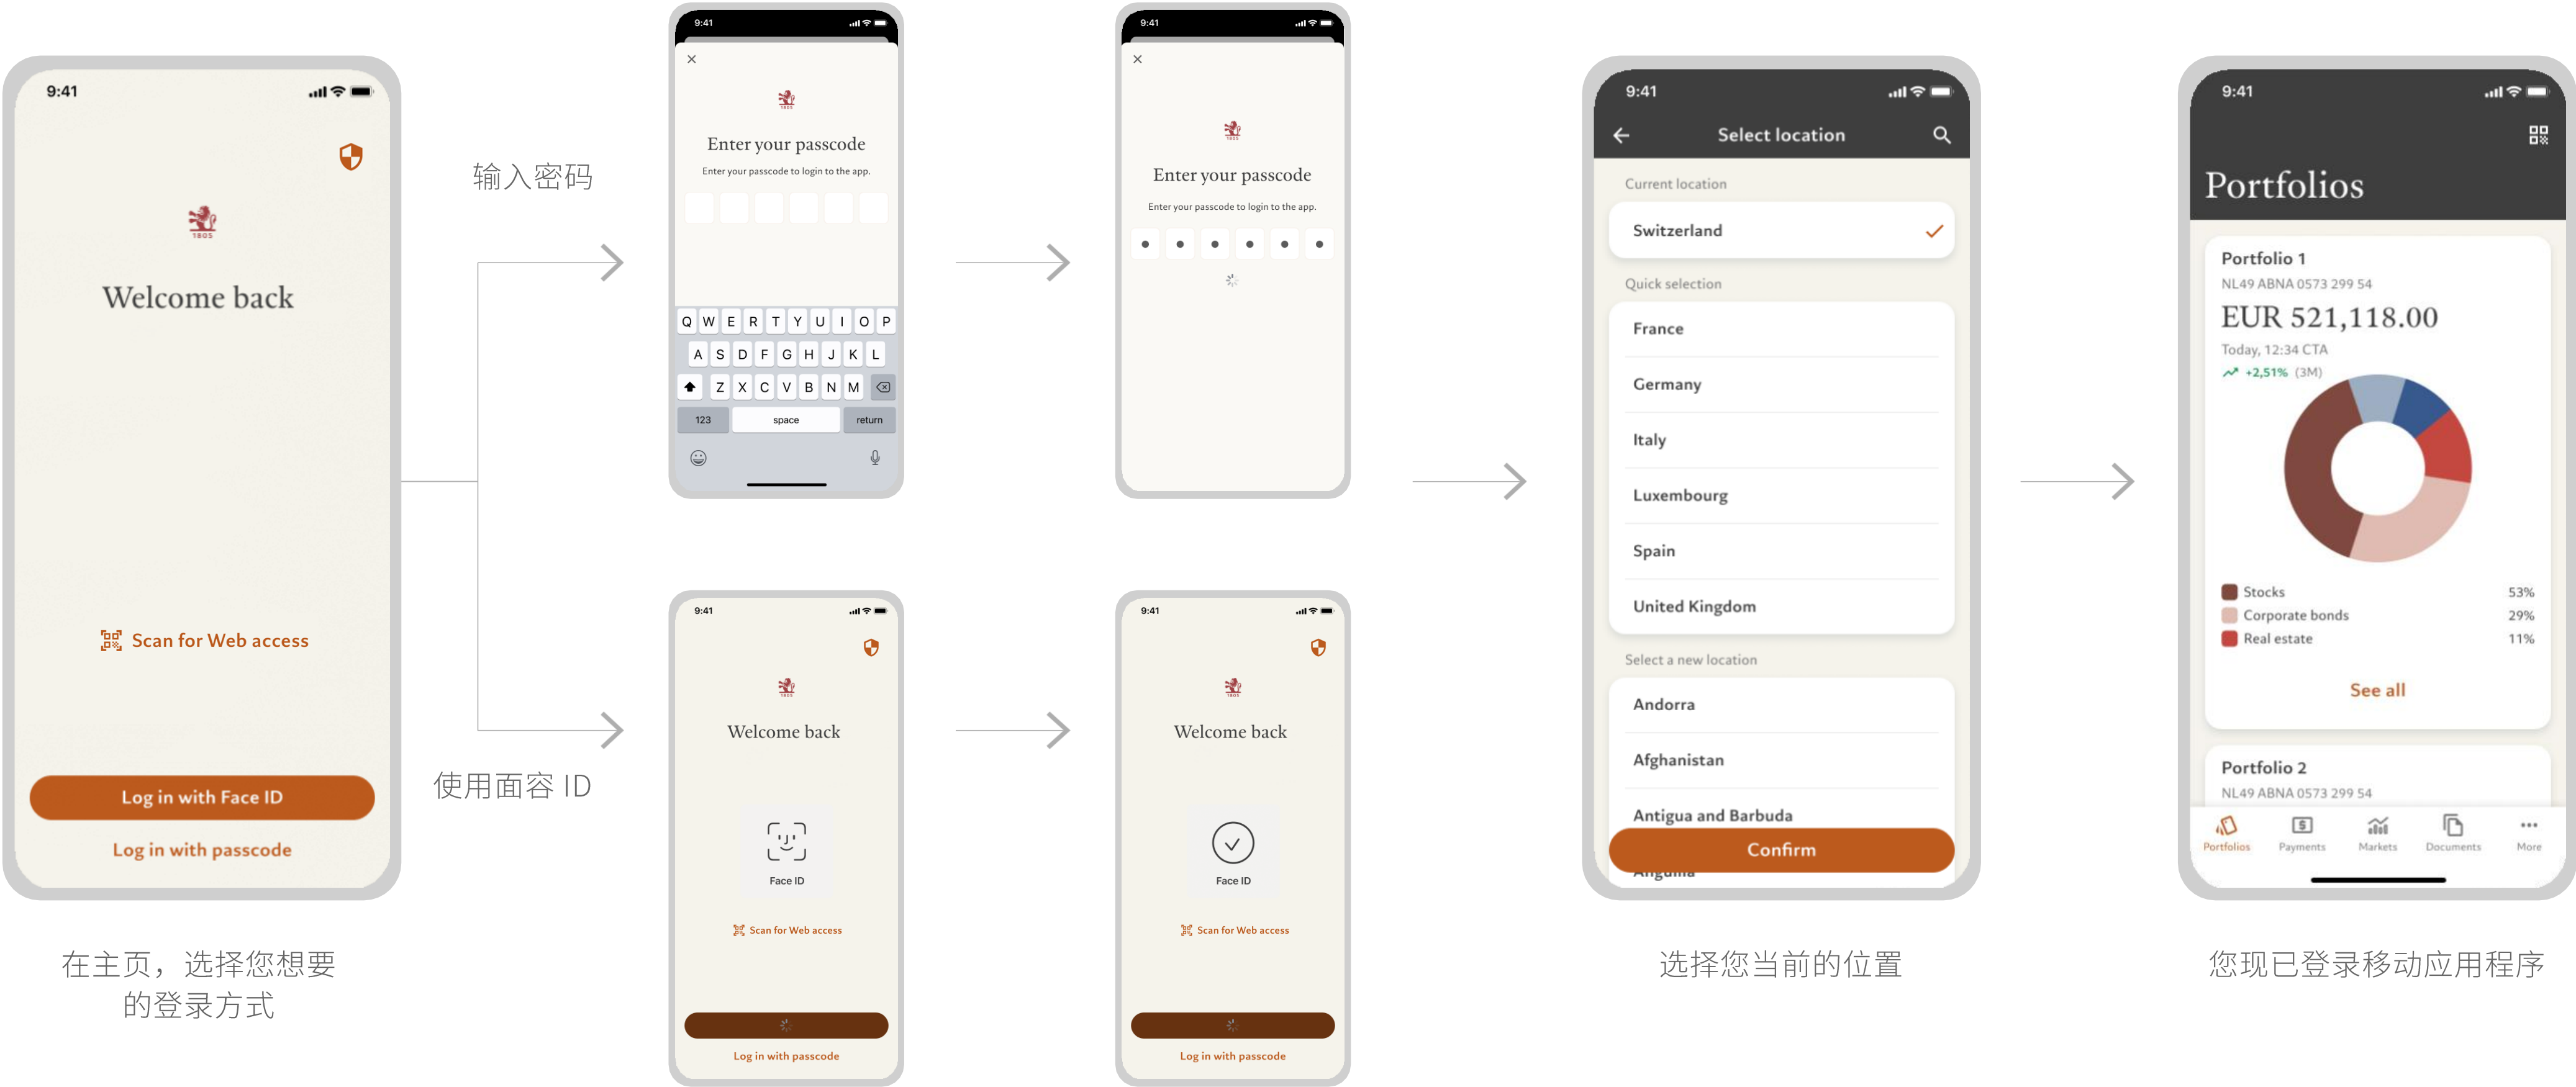 9:41
1805
Welcome back
Scan for Web access
Log in with Face ID
Log in with passcode
在主页，选择您想要
的登录方式
输入密码
使用面容 ID
9:41
1805
Enter your passcode
Enter your passcode to login to the app.
Q W E R T Y U I O P
A S D F G H J K L
Z X C V B N M
123 space return
9:41
1805
Enter your passcode
Enter your passcode to login to the app.
9:41
1805
Welcome back
Face ID
Scan for Web access
Log in with passcode
9:41
1805
Welcome back
Face ID
Scan for Web access
Log in with passcode
9:41
Select location
Current location
Switzerland
Quick selection
France
Germany
Italy
Luxembourg
Spain
United Kingdom
Select a new location
Andorra
Afghanistan
Antigua and Barbuda
Confirm
选择您当前的位置
9:41
Portfolios
Portfolio 1
NL49 ABNA 0573 299 54
EUR 521,118.00
Today, 12:34 CTA
+2,51% (3M)
Stocks 53%
Corporate bonds 29%
Real estate 11%
See all
Portfolio 2
NL49 ABNA 0573 299 54
Portfolios Payments Markets Documents More
您现已登录移动应用程序